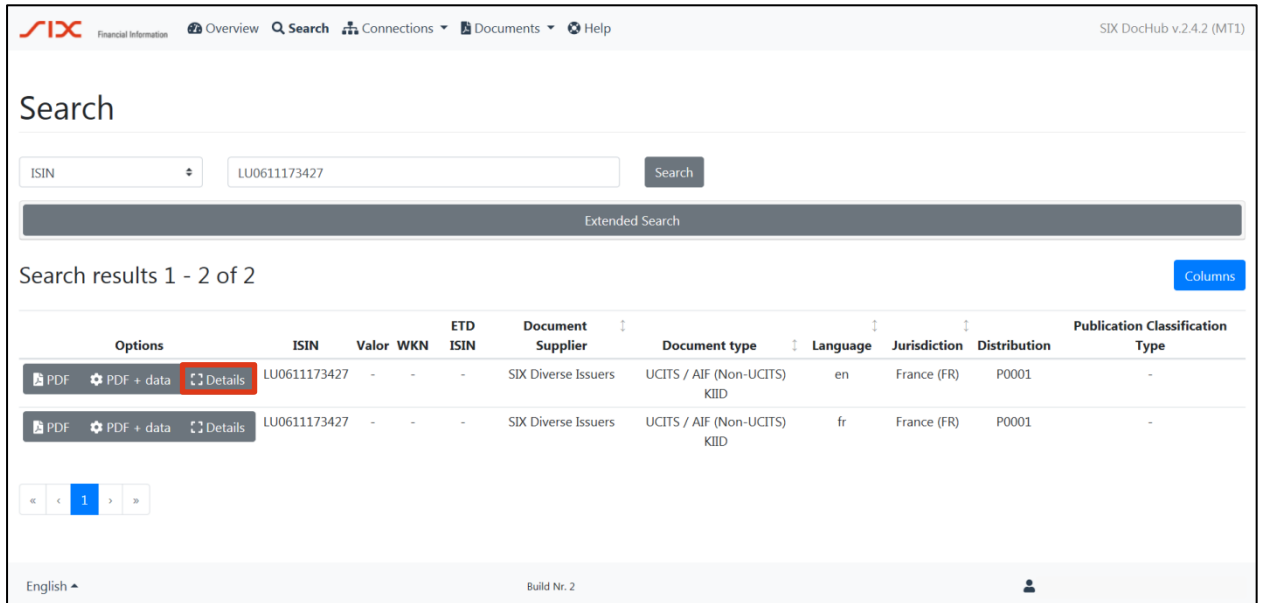 SIX Financial Information Overview Search Connections Documents Help SIX DocHub v.2.4.2 (MT1)
Search
ISIN LU0611173427 Search
Extended Search
Search results 1 - 2 of 2 Columns
Options ISIN Valor WKN ETD ISIN Document Supplier Document type Language Jurisdiction Distribution Publication Classification Type
PDF PDF + data Details LU0611173427 - - - SIX Diverse Issuers UCITS / AIF (Non-UCITS) KIID en France (FR) P0001 -
PDF PDF + data Details LU0611173427 - - - SIX Diverse Issuers UCITS / AIF (Non-UCITS) KIID fr France (FR) P0001 -
« ‹ 1 › »
English Build Nr. 2